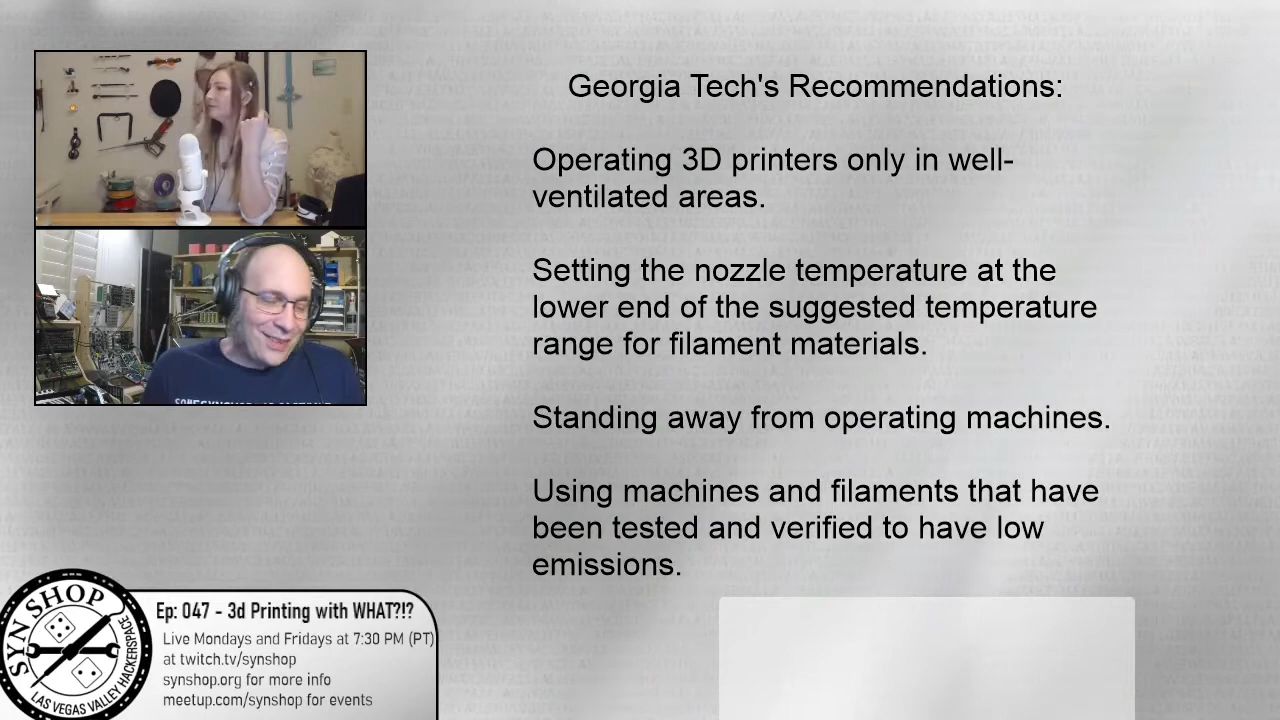 Georgia Tech's Recommendations:
Operating 3D printers only in well-
ventilated areas.
Setting the nozzle temperature at the
lower end of the suggested temperature
range for filament materials.
Standing away from operating machines.
Using machines and filaments that have
been tested and verified to have low
emissions.
SYN SHOP
LAS VEGAS VALLEY HACKERSPACE
Ep: 047 - 3d Printing with WHAT?!?
Live Mondays and Fridays at 7:30 PM (PT)
at twitch.tv/synshop
synshop.org for more info
meetup.com/synshop for events